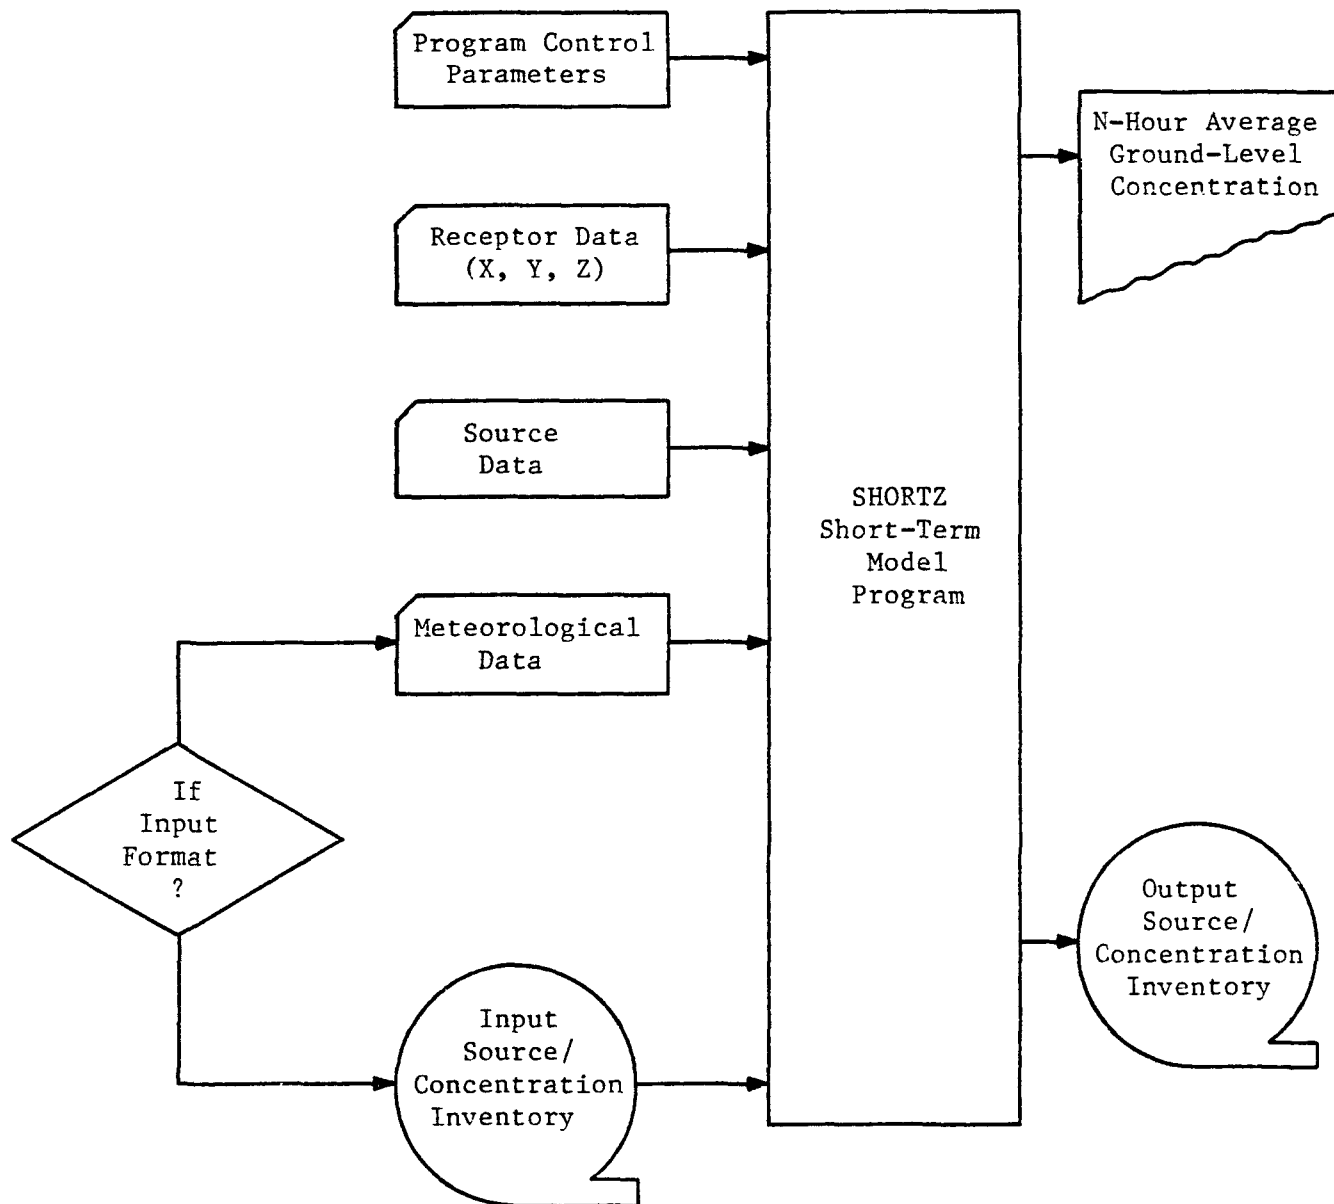 Program Control
Parameters
Receptor Data
(X, Y, Z)
Source
Data
Meteorological
Data
If
Input
Format
?
Input
Source/
Concentration
Inventory
SHORTZ
Short-Term
Model
Program
N-Hour Average
Ground-Level
Concentration
Output
Source/
Concentration
Inventory